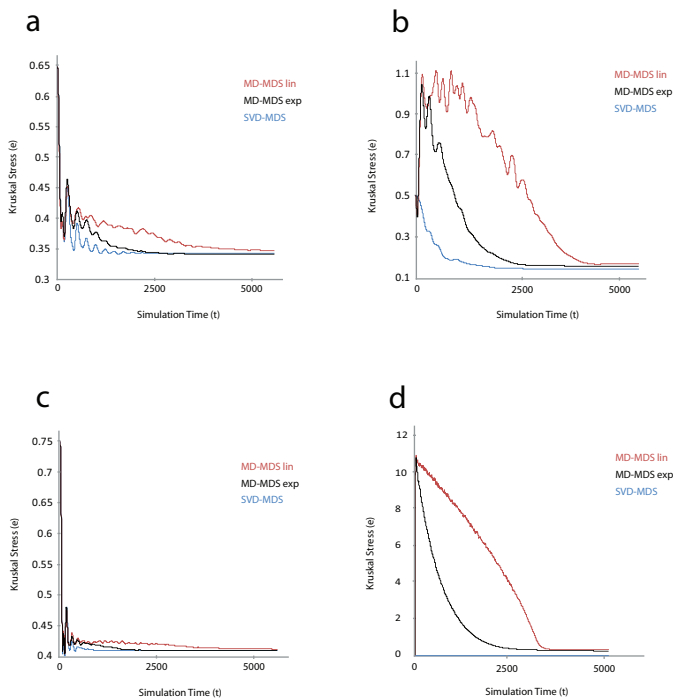 a
0.65
0.6
0.55
0.5
0.45
0.4
0.35
0.3
Kruskal Stress (e)
MD-MDS lin
MD-MDS exp
SVD-MDS
0
2500
5000
Simulation Time (t)
b
1.1
0.9
0.7
0.5
0.3
0.1
Kruskal Stress (e)
MD-MDS lin
MD-MDS exp
SVD-MDS
0
2500
5000
Simulation Time (t)
c
0.75
0.7
0.65
0.6
0.55
0.5
0.45
0.4
Kruskal Stress (e)
MD-MDS lin
MD-MDS exp
SVD-MDS
0
2500
5000
Simulation Time (t)
d
12
10
8
6
4
2
0
Kruskal Stress (e)
MD-MDS lin
MD-MDS exp
SVD-MDS
0
2500
5000
Simulation Time (t)